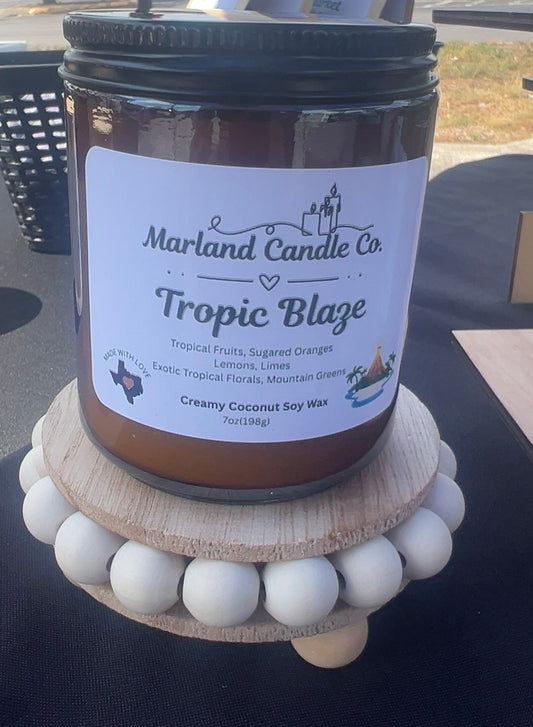 Marland Candle Co.
Tropic Blaze
Tropical Fruits, Sugared Oranges
Lemons, Limes
Exotic Tropical Florals, Mountain Greens
MADE WITH LOVE
Creamy Coconut Soy Wax
7oz(198g)